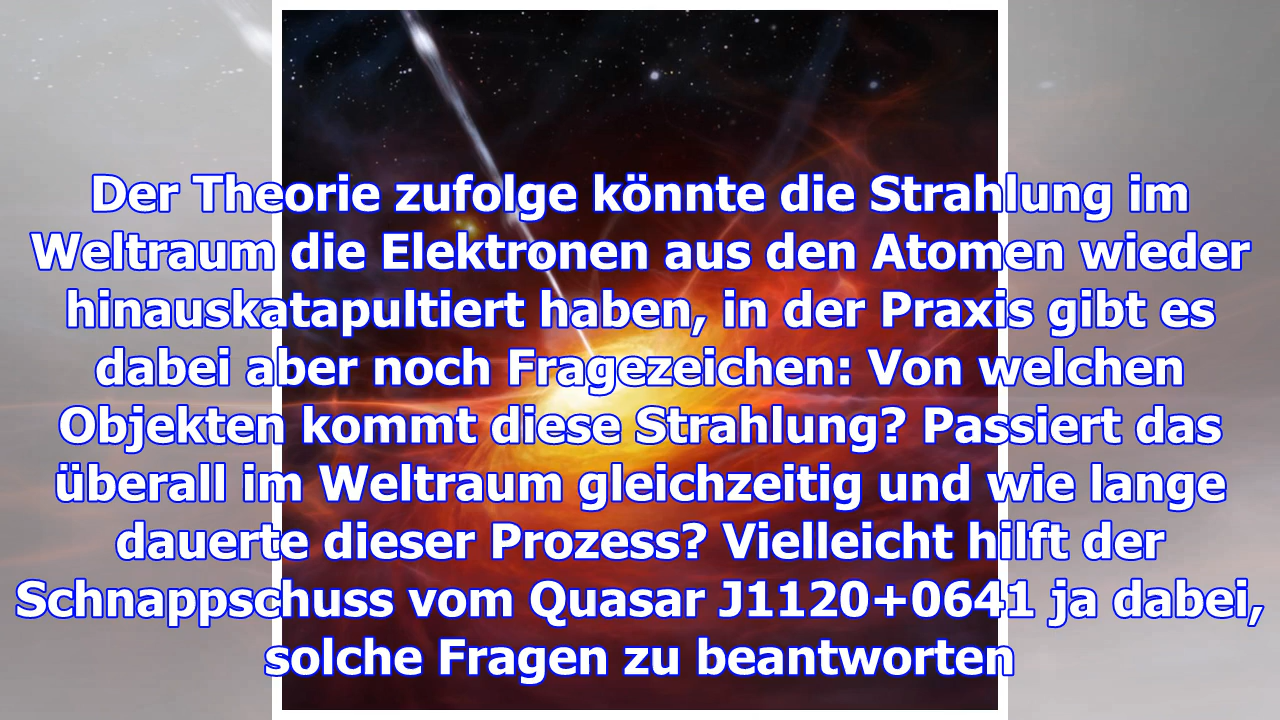 Der Theorie zufolge könnte die Strahlung im
Weltraum die Elektronen aus den Atomen wieder
hinauskatapultiert haben, in der Praxis gibt es
dabei aber noch Fragezeichen: Von welchen
Objekten kommt diese Strahlung? Passiert das
überall im Weltraum gleichzeitig und wie lange
dauerte dieser Prozess? Vielleicht hilft der
Schnappschuss vom Quasar J1120+0641 ja dabei,
solche Fragen zu beantworten